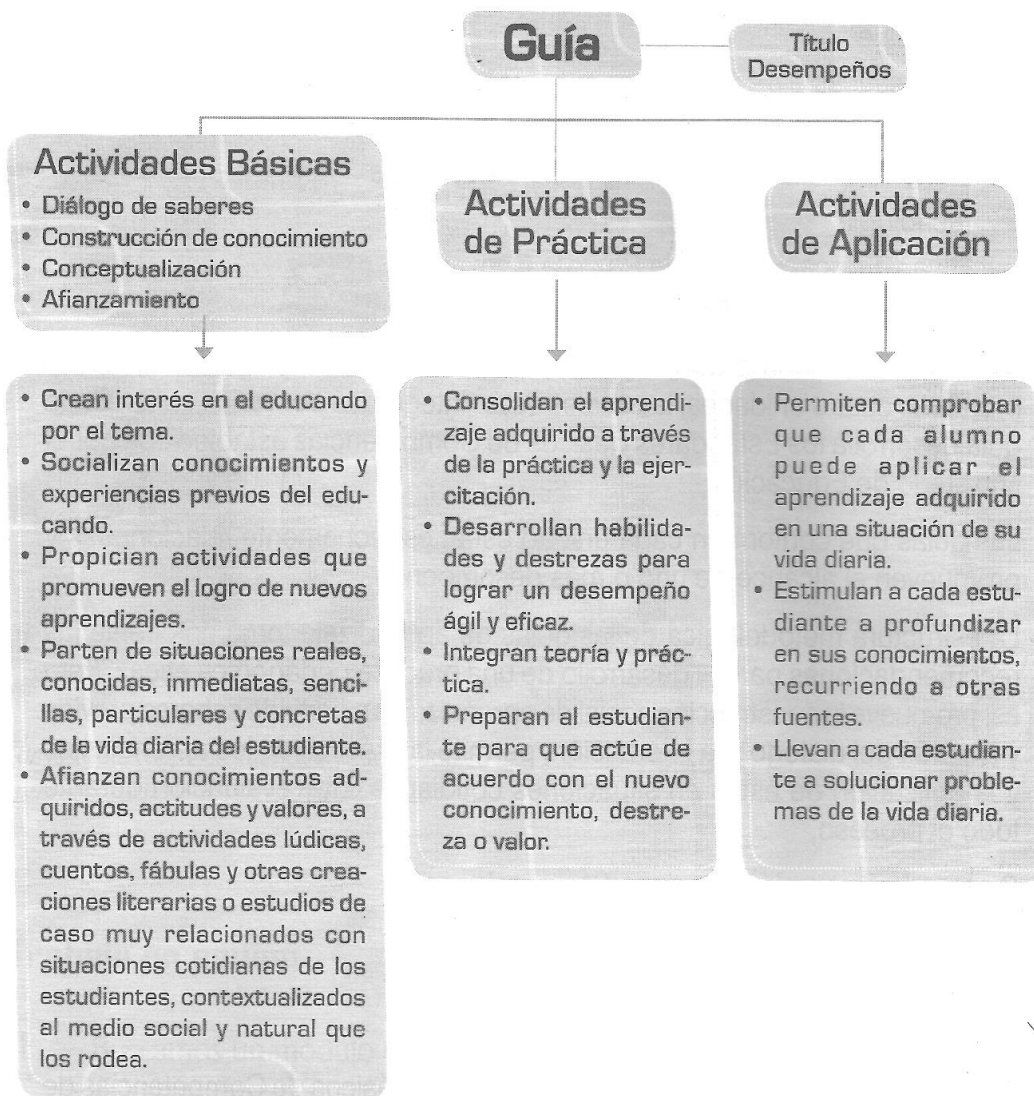 Guía
Título
Desempeños
Actividades Básicas
• Diálogo de saberes
• Construcción de conocimiento
• Conceptualización
• Afianzamiento
Actividades
de Práctica
Actividades
de Aplicación
• Crean interés en el educando
por el tema.
• Socializan conocimientos y
experiencias previos del edu-
cando.
• Propician actividades que
promueven el logro de nuevos
aprendizajes.
• Parten de situaciones reales,
conocidas, inmediatas, senci-
llas, particulares y concretas
de la vida diaria del estudiante.
• Afianzan conocimientos ad-
quiridos, actitudes y valores, a
través de actividades lúdicas,
cuentos, fábulas y otras crea-
ciones literarias o estudios de
caso muy relacionados con
situaciones cotidianas de los
estudiantes, contextualizados
al medio social y natural que
los rodea.
• Consolidan el aprendi-
zaje adquirido a través
de la práctica y la ejer-
citación.
• Desarrollan habilida-
des y destrezas para
lograr un desempeño
ágil y eficaz.
• Integran teoría y prác-
tica.
• Preparan al estudian-
te para que actúe de
acuerdo con el nuevo
conocimiento, destre-
za o valor.
• Permiten comprobar
que cada alumno
puede aplicar el
aprendizaje adquirido
en una situación de su
vida diaria.
• Estimulan a cada estu-
diante a profundizar
en sus conocimientos,
recurriendo a otras
fuentes.
• Llevan a cada estudian-
te a solucionar proble-
mas de la vida diaria.